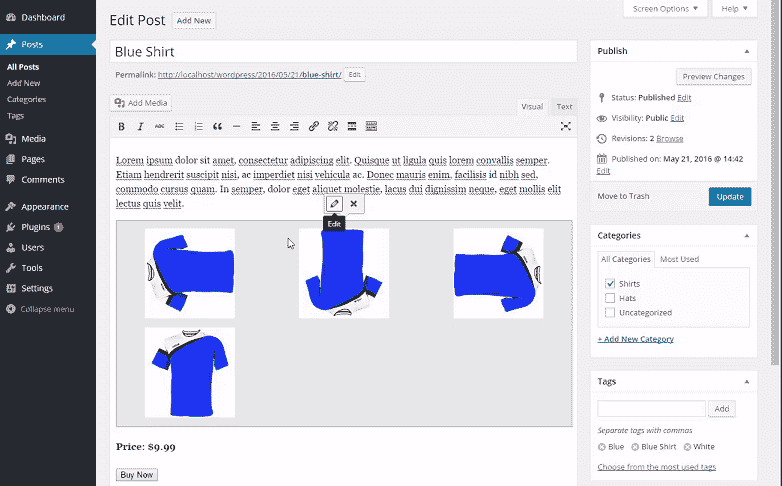 Dashboard
Posts
All Posts
Add New
Categories
Tags
Media
Pages
Comments
Appearance
Plugins 1
Users
Tools
Settings
Collapse menu
Screen Options
Help
Edit Post
Add New
Blue Shirt
Permalink: http://localhost/wordpress/2016/05/21/blue-shirt/ Edit
Add Media
Visual
Text
B I ABC
Lorem ipsum dolor sit amet, consectetur adipiscing elit. Quisque ut ligula quis lorem convallis semper.
Etiam hendrerit suscipit nisi, ac imperdiet nisi vehicula ac. Donec mauris enim, facilisis id nibh sed,
commodo cursus quam. In semper, dolor eget aliquet molestie, lacus dui dignissim neque, eget mollis elit
lectus quis velit.
Edit
Price: $9.99
Buy Now
Publish
Preview Changes
Status: Published Edit
Visibility: Public Edit
Revisions: 2 Browse
Published on: May 21, 2016 @ 14:42
Edit
Move to Trash
Update
Categories
All Categories
Most Used
Shirts
Hats
Uncategorized
+ Add New Category
Tags
Add
Separate tags with commas
Blue
Blue Shirt
White
Choose from the most used tags